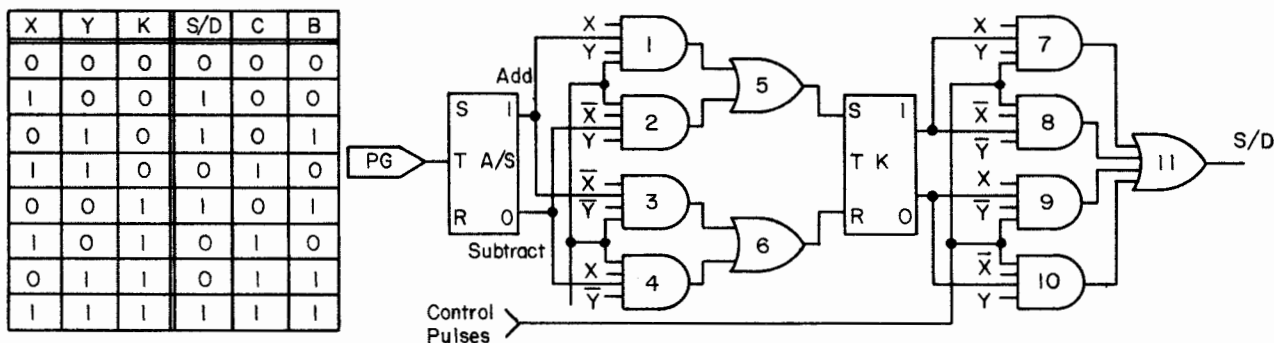 X Y K S/D C B
0 0 0 0 0 0
1 0 0 1 0 0
0 1 0 1 0 1
1 1 0 0 1 0
0 0 1 1 0 1
1 0 1 0 1 0
0 1 1 0 1 1
1 1 1 1 1 1
PG
S 1
T A/S
R 0
Add
Subtract
X
Y
1
X̅
Y
2
X̅
Y̅
3
X
Y̅
4
5
6
S 1
T K
R 0
X
Y
7
X̅
Y̅
8
X
Y̅
9
X̅
Y
10
11
S/D
Control
Pulses